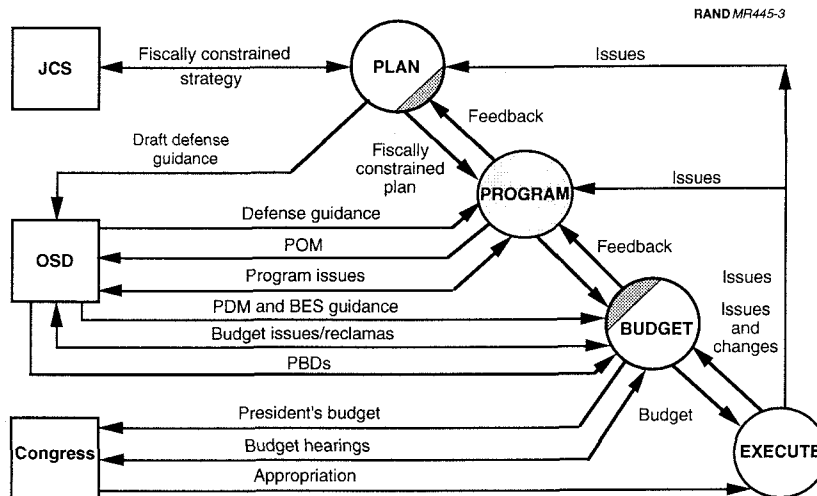 RAND MR445-3
JCS
Fiscally constrained
strategy
PLAN
Issues
Feedback
Draft defense
guidance
Fiscally
constrained
plan
PROGRAM
Issues
Defense guidance
POM
OSD
Program issues
Feedback
PDM and BES guidance
Budget issues/reclamas
PBDs
BUDGET
Issues
Issues
and
changes
President's budget
Budget
Congress
Budget hearings
Appropriation
EXECUTE